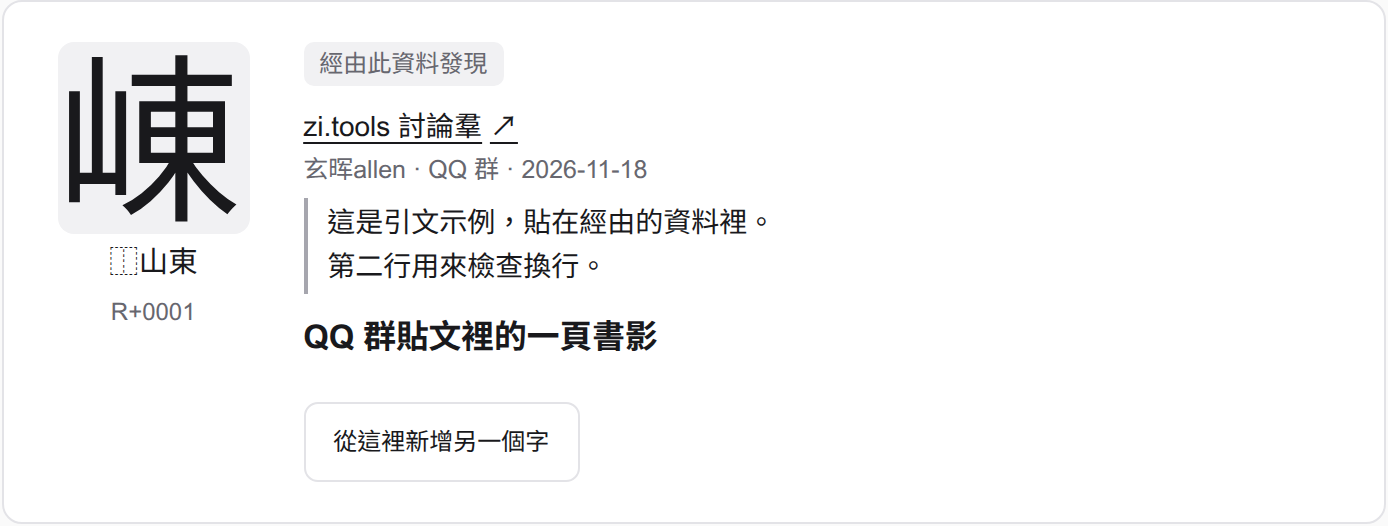 崠
⿰山東
R+0001
經由此資料發現
zi.tools 討論羣 ↗
玄晖allen · QQ 群 · 2026-11-18
這是引文示例，貼在經由的資料裡。
第二行用來檢查換行。
QQ 群貼文裡的一頁書影
從這裡新增另一個字